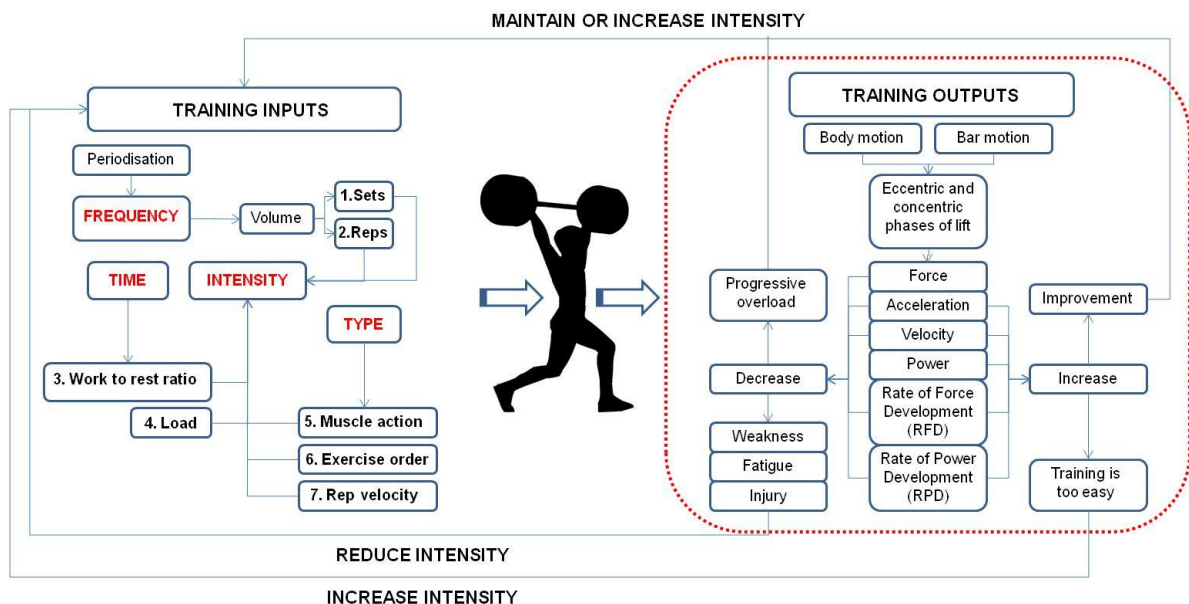 MAINTAIN OR INCREASE INTENSITY
TRAINING INPUTS
Periodisation
FREQUENCY
Volume
1.Sets
2.Reps
TIME
INTENSITY
TYPE
3. Work to rest ratio
4. Load
5. Muscle action
6. Exercise order
7. Rep velocity
TRAINING OUTPUTS
Body motion
Bar motion
Eccentric and
concentric
phases of lift
Force
Acceleration
Velocity
Power
Rate of Force
Development
(RFD)
Rate of Power
Development
(RPD)
Progressive
overload
Decrease
Weakness
Fatigue
Injury
Improvement
Increase
Training is
too easy
REDUCE INTENSITY
INCREASE INTENSITY